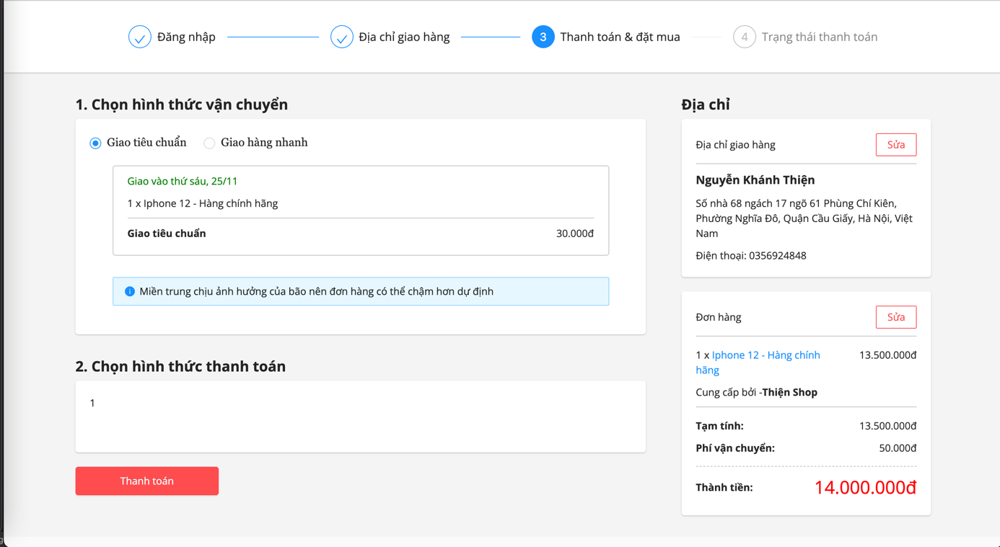 Đăng nhập
Địa chỉ giao hàng
3 Thanh toán & đặt mua
4 Trạng thái thanh toán
1. Chọn hình thức vận chuyển
Giao tiêu chuẩn
Giao hàng nhanh
Giao vào thứ sáu, 25/11
1 x Iphone 12 - Hàng chính hãng
Giao tiêu chuẩn 30.000đ
Miền trung chịu ảnh hưởng của bão nên đơn hàng có thể chậm hơn dự định
2. Chọn hình thức thanh toán
1
Thanh toán
Địa chỉ
Địa chỉ giao hàng Sửa
Nguyễn Khánh Thiện
Số nhà 68 ngách 17 ngõ 61 Phùng Chí Kiên,
Phường Nghĩa Đô, Quận Cầu Giấy, Hà Nội, Việt
Nam
Điện thoại: 0356924848
Đơn hàng Sửa
1 x Iphone 12 - Hàng chính 13.500.000đ
hãng
Cung cấp bởi -Thiện Shop
Tạm tính: 13.500.000đ
Phí vận chuyển: 50.000đ
Thành tiền: 14.000.000đ